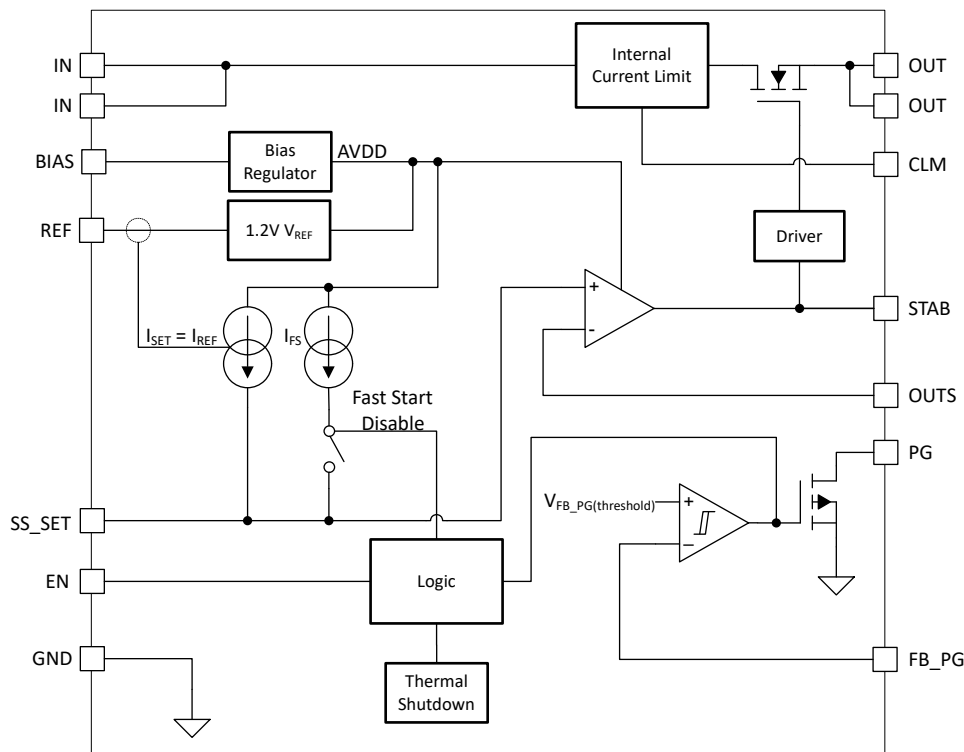 IN
Internal
Current Limit
OUT
IN
OUT
BIAS
Bias
Regulator
AVDD
CLM
REF
1.2V VREF
Driver
ISET = IREF
IFS
+
-
STAB
Fast Start
Disable
OUTS
PG
VFB_PG(threshold)
+
−
SS_SET
EN
Logic
GND
Thermal
Shutdown
FB_PG